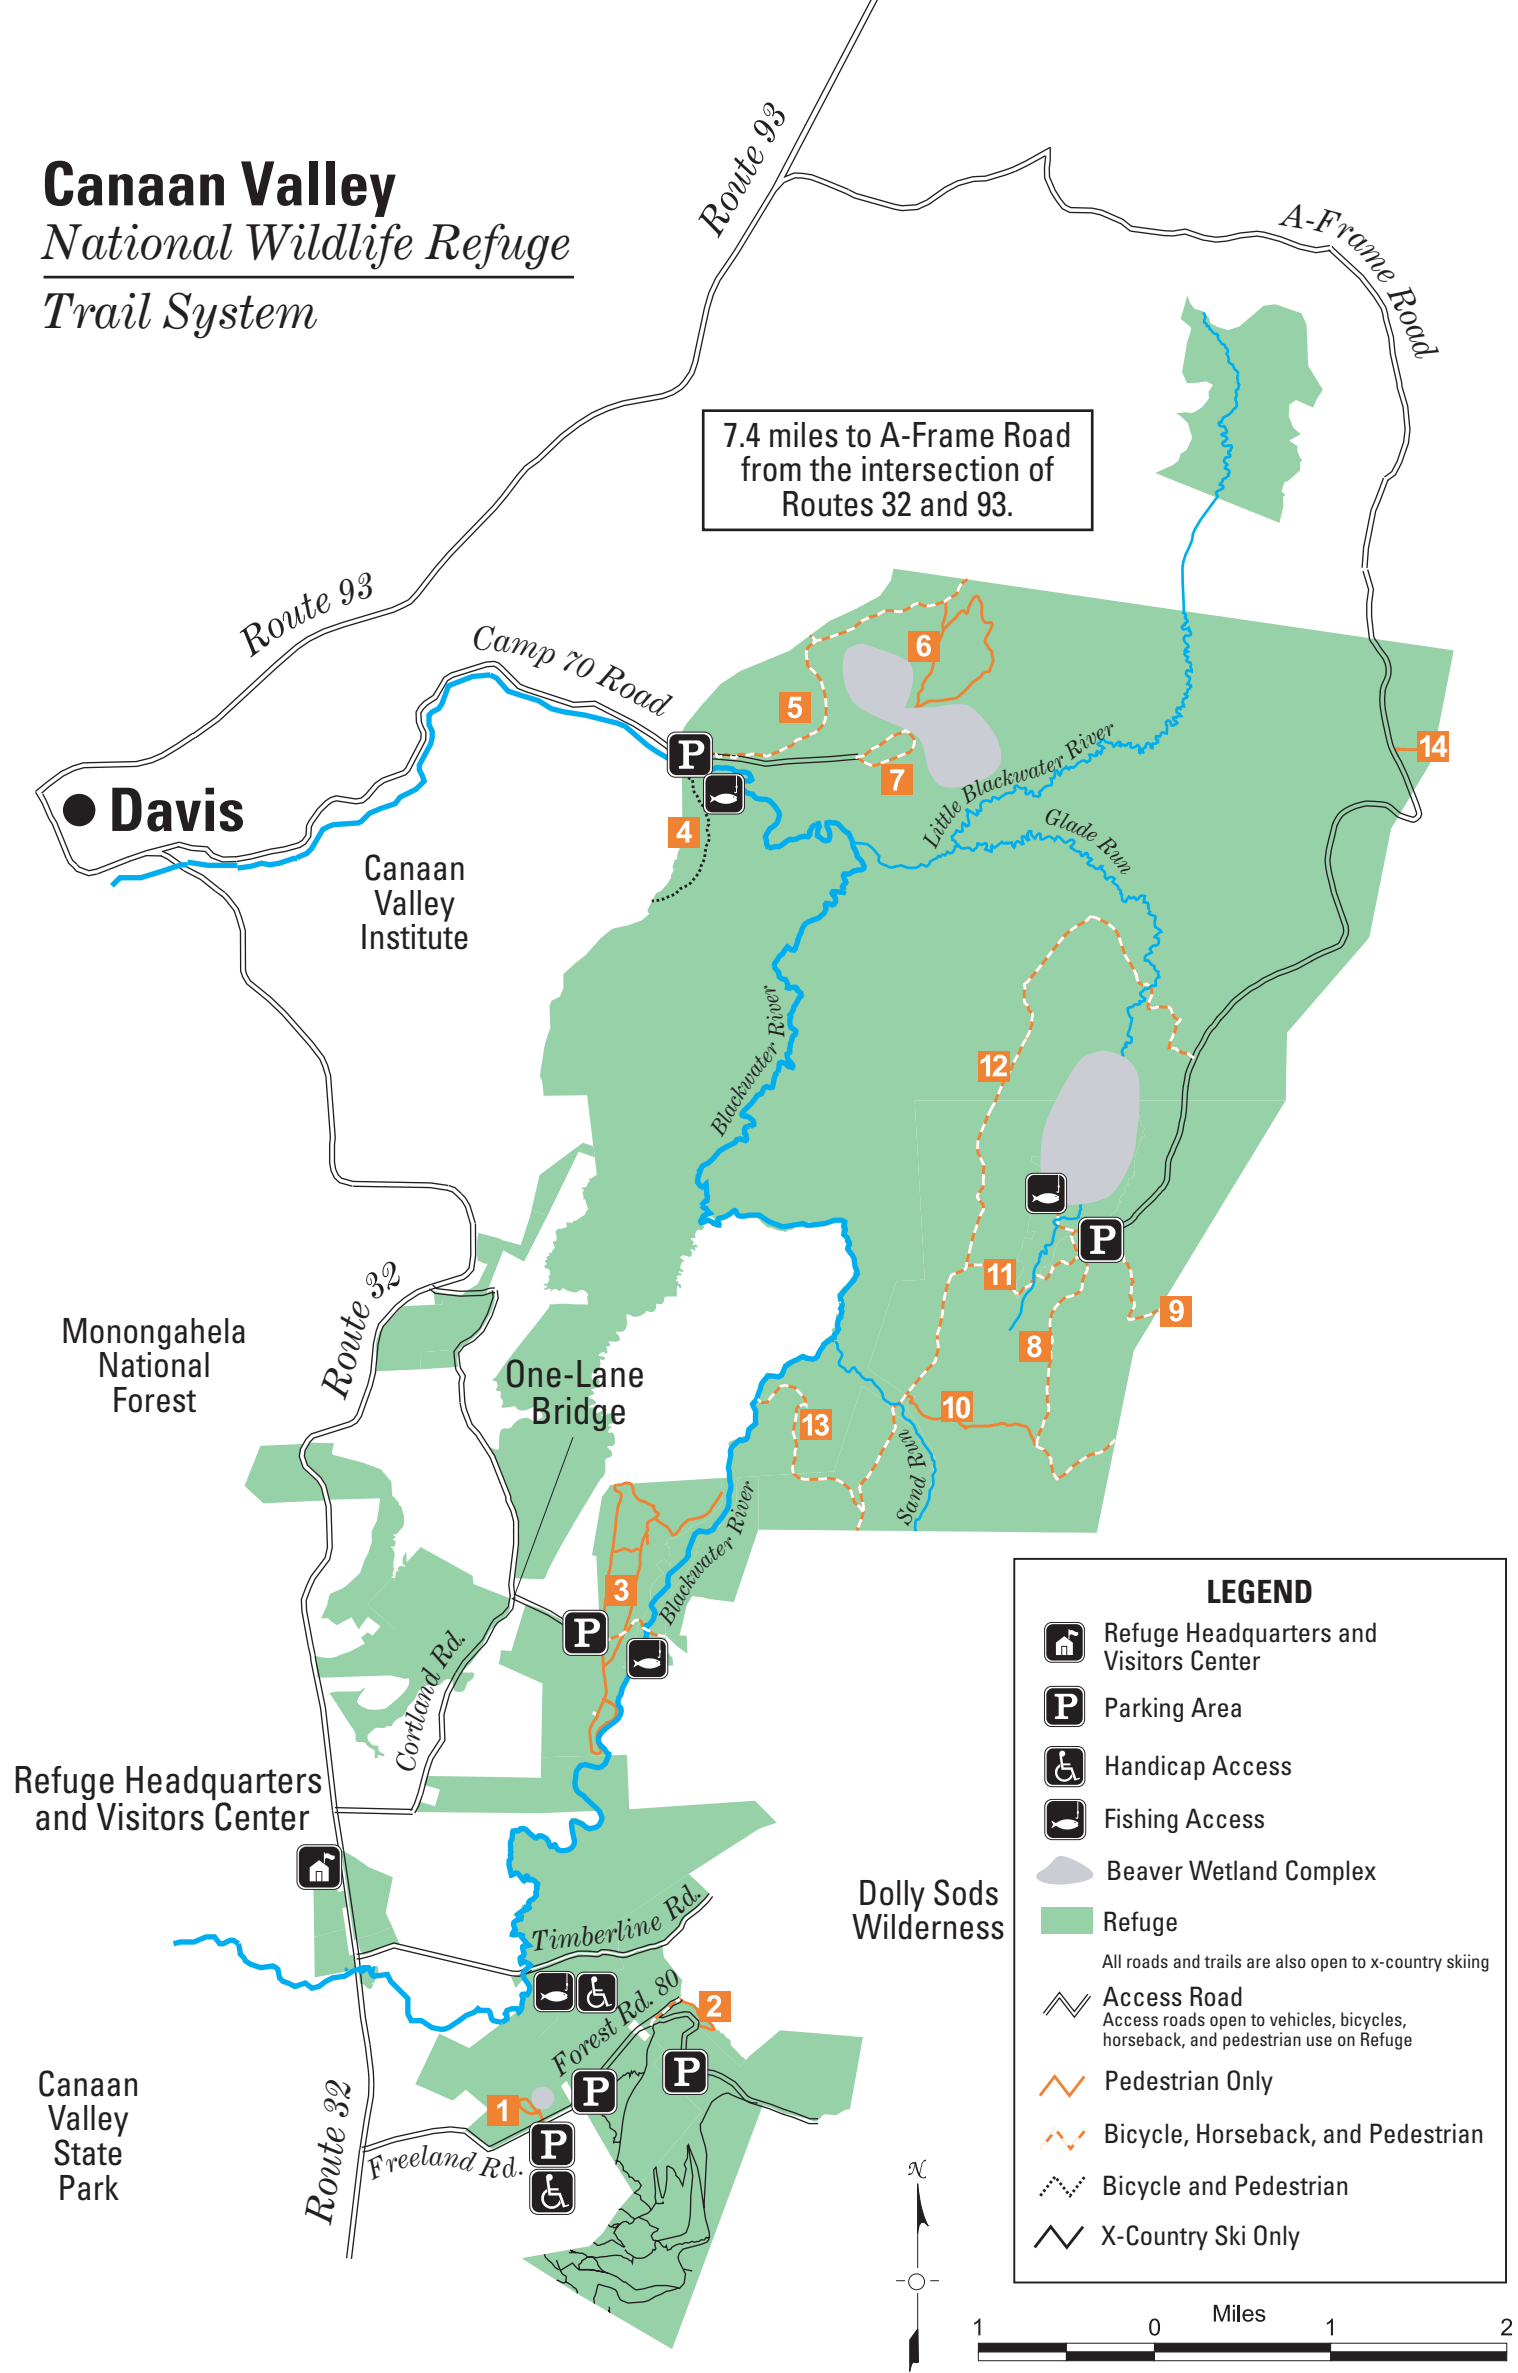 Canaan Valley
National Wildlife Refuge
Trail System
Route 93
A-Frame Road
7.4 miles to A-Frame Road
from the intersection of
Routes 32 and 93.
Route 93
Camp 70 Road
6
5
P
7
14
Little Blackwater River
Glade Run
Davis
4
Canaan
Valley
Institute
Blackwater River
12
P
11
9
8
Route 32
Monongahela
National
Forest
One-Lane
Bridge
10
13
Sand Run
3
Blackwater River
P
Cortland Rd.
Refuge Headquarters
and Visitors Center
Dolly Sods
Wilderness
Timberline Rd.
Forest Rd. 80
2
P
P
1
P
Canaan
Valley
State
Park
Route 32
Freeland Rd.
LEGEND
Refuge Headquarters and
Visitors Center
P
Parking Area
Handicap Access
Fishing Access
Beaver Wetland Complex
Refuge
All roads and trails are also open to x-country skiing
Access Road
Access roads open to vehicles, bicycles,
horseback, and pedestrian use on Refuge
Pedestrian Only
Bicycle, Horseback, and Pedestrian
Bicycle and Pedestrian
X-Country Ski Only
N
Miles
1 0 1 2